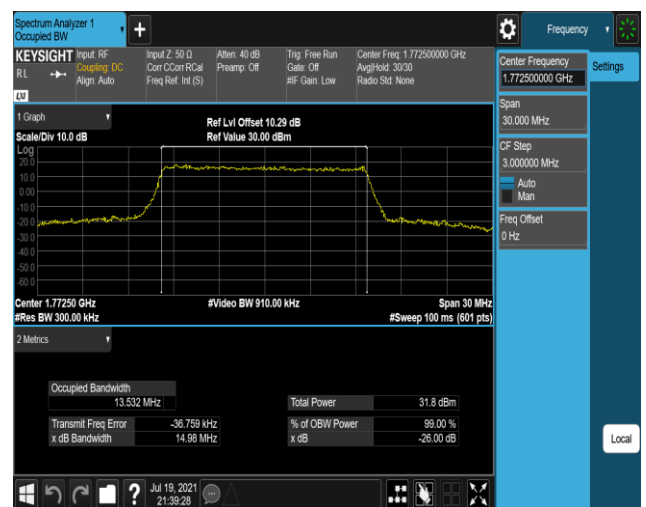 Spectrum Analyzer 1
Occupied BW
+
Frequency
KEYSIGHT
RL
LXI
Input: RF
Coupling: DC
Align: Auto
Input Z: 50 Ω
Corr CCorr RCal
Freq Ref: Int (S)
Atten: 40 dB
Preamp: Off
Trig: Free Run
Gate: Off
#IF Gain: Low
Center Freq: 1.772500000 GHz
Avg|Hold: 30/30
Radio Std: None
Center Frequency
1.772500000 GHz
Settings
Span
30.000 MHz
CF Step
3.000000 MHz
Auto
Man
Freq Offset
0 Hz
1 Graph
Scale/Div 10.0 dB
Ref Lvl Offset 10.29 dB
Ref Value 30.00 dBm
Log
20.0
10.0
0.00
-10.0
-20.0
-30.0
-40.0
-50.0
-60.0
Center 1.77250 GHz
#Video BW 910.00 kHz
Span 30 MHz
#Res BW 300.00 kHz
#Sweep 100 ms (601 pts)
2 Metrics
Occupied Bandwidth
13.532 MHz
Total Power 31.8 dBm
Transmit Freq Error -36.759 kHz
% of OBW Power 99.00 %
x dB Bandwidth 14.98 MHz
x dB -26.00 dB
Local
?
Jul 19, 2021
21:39:28